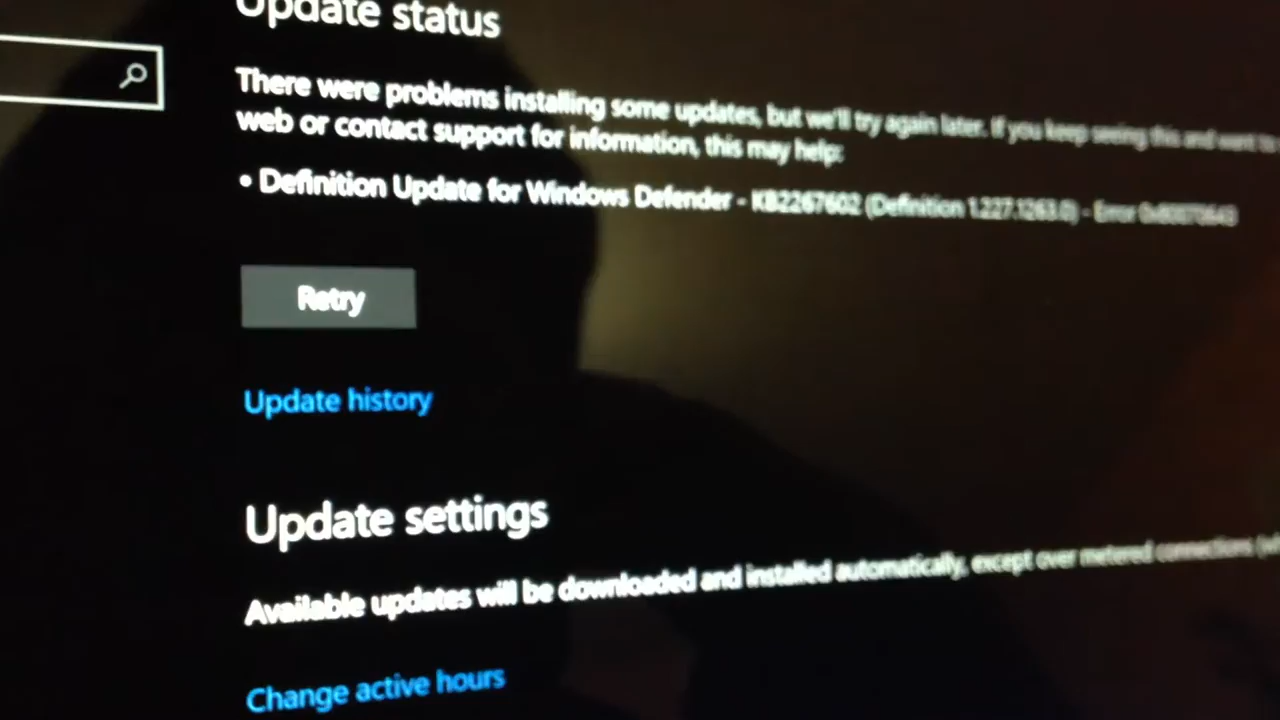 Update status
There were problems installing some updates, but we'll try again later. If you keep seeing this and want to
web or contact support for information, this may help:
• Definition Update for Windows Defender - KB2267602 (Definition 1.227.1263.0) - Error 0x80070643
Retry
Update history
Update settings
Available updates will be downloaded and installed automatically, except over metered connections
Change active hours